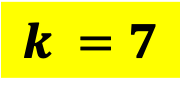 k = 7